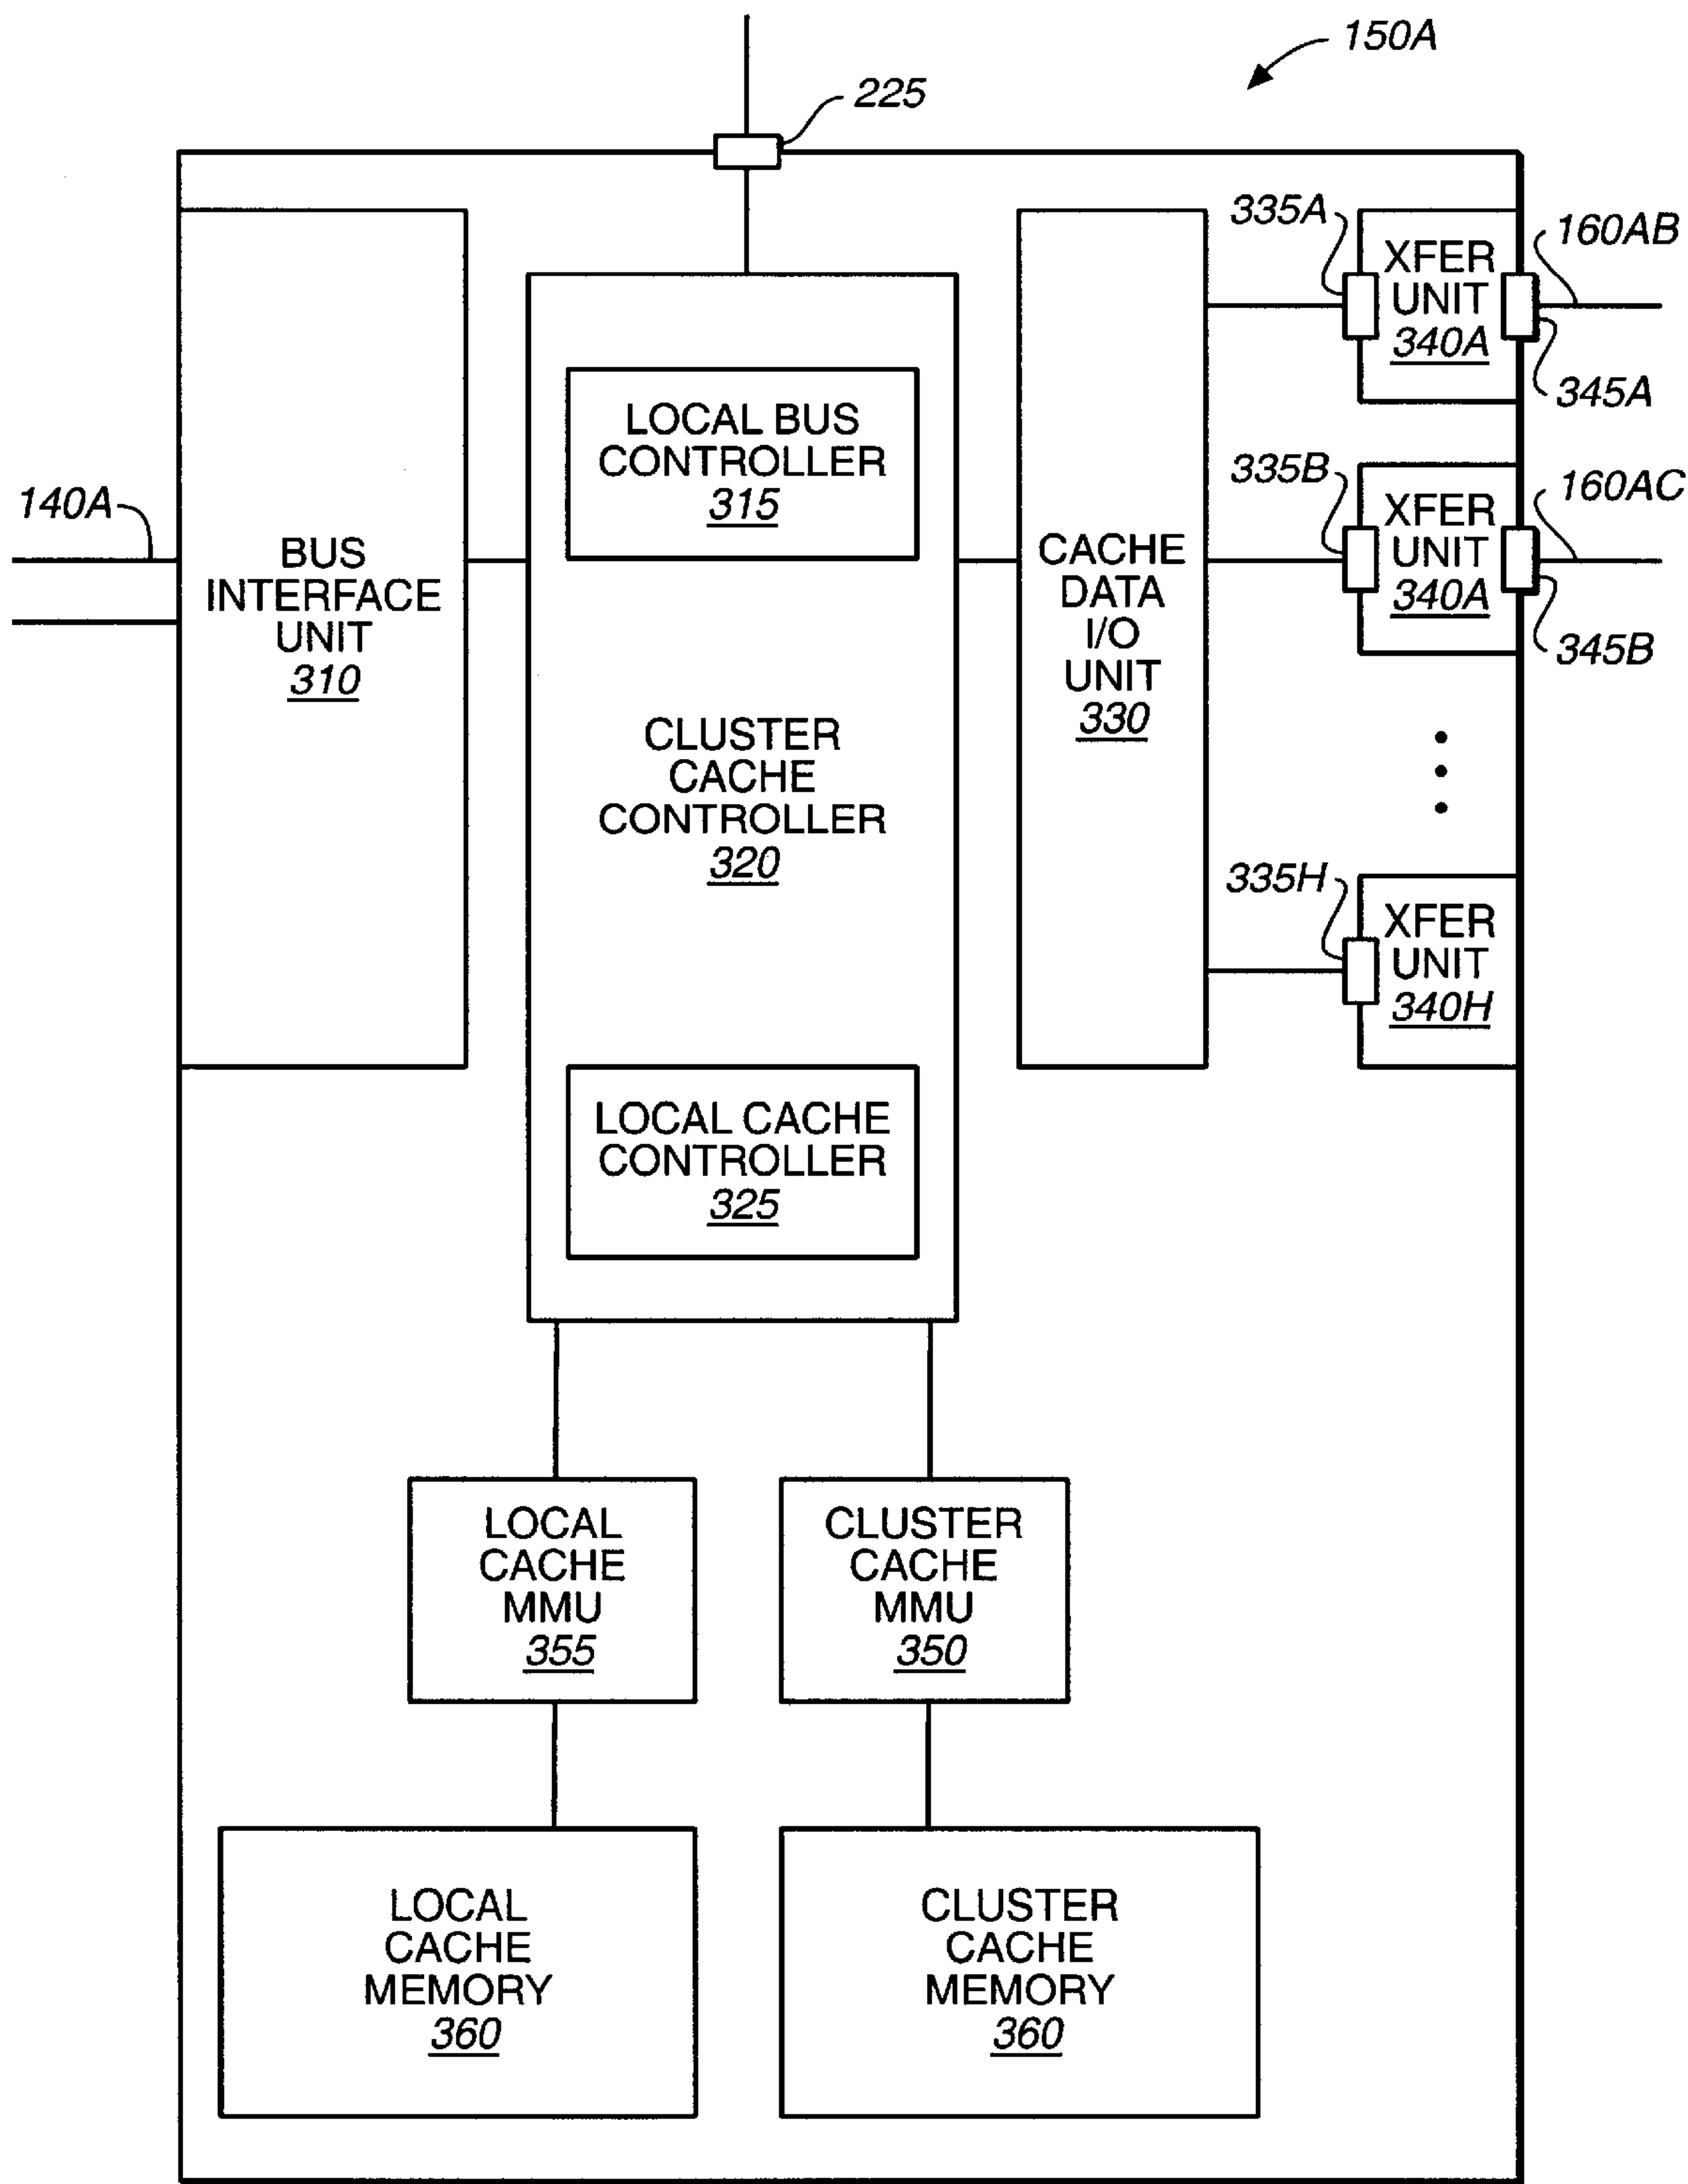 150A
225
335A
XFER
UNIT
340A
160AB
345A
LOCAL BUS
CONTROLLER
315
335B
XFER
UNIT
340A
160AC
345B
140A
BUS
INTERFACE
UNIT
310
CACHE
DATA
I/O
UNIT
330
CLUSTER
CACHE
CONTROLLER
320
335H
XFER
UNIT
340H
LOCAL CACHE
CONTROLLER
325
LOCAL
CACHE
MMU
355
CLUSTER
CACHE
MMU
350
LOCAL
CACHE
MEMORY
360
CLUSTER
CACHE
MEMORY
360